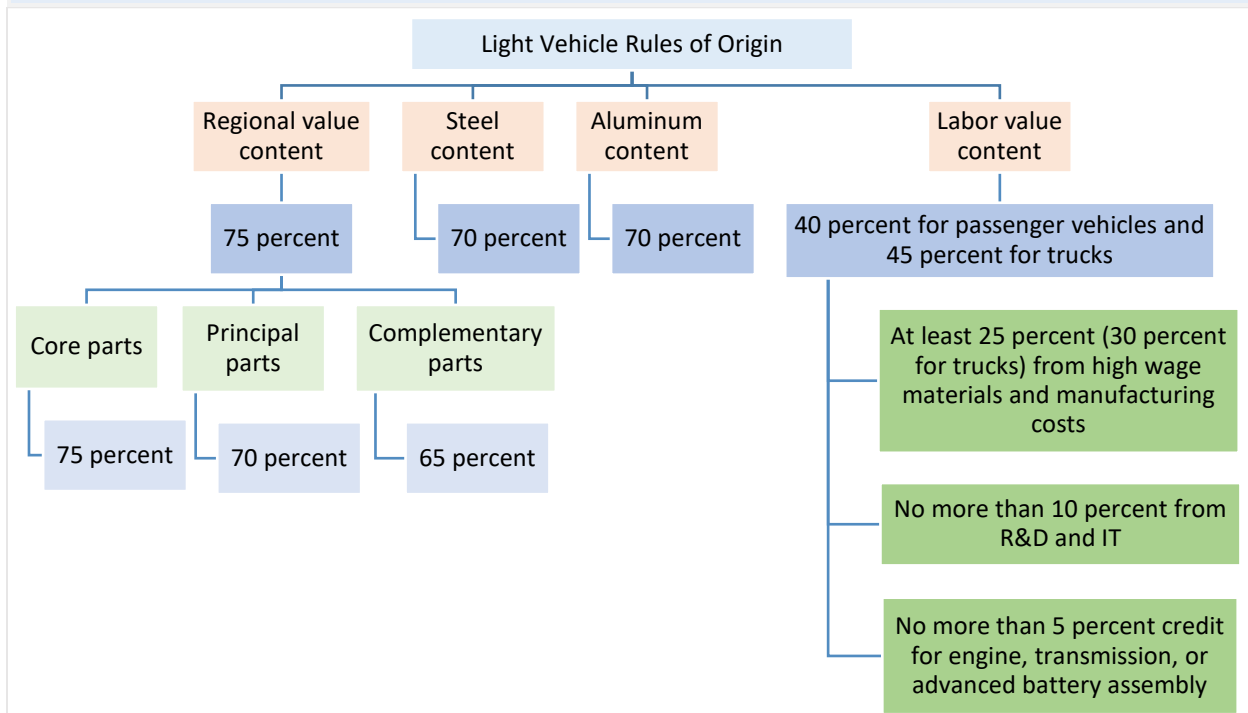 Light Vehicle Rules of Origin
Regional value
content
Steel
content
Aluminum
content
Labor value
content
75 percent
70 percent
70 percent
40 percent for passenger vehicles and
45 percent for trucks
Core parts
Principal
parts
Complementary
parts
75 percent
70 percent
65 percent
At least 25 percent (30 percent
for trucks) from high wage
materials and manufacturing
costs
No more than 10 percent from
R&D and IT
No more than 5 percent credit
for engine, transmission, or
advanced battery assembly